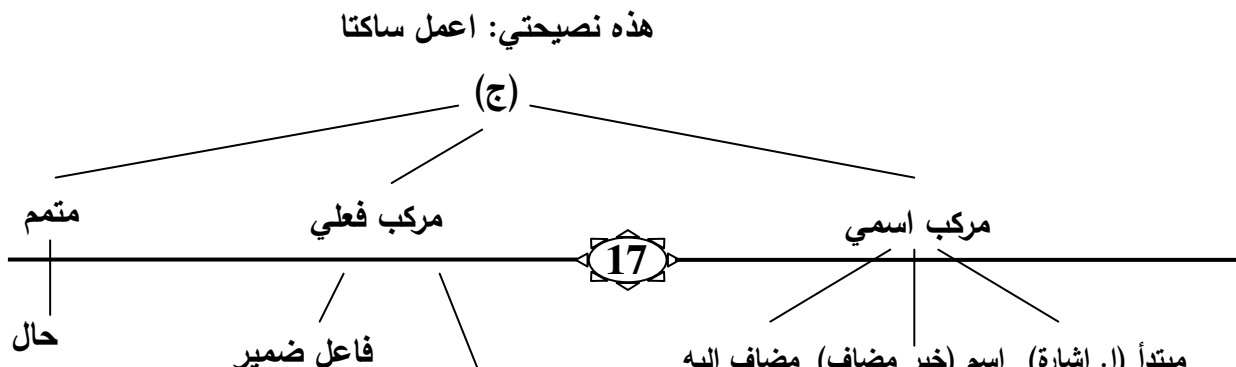 هذه نصيحتي: اعمل ساكتا
(ج)
مركب اسمي مركب فعلي متمم
17
مبتدأ (ا. إشارة) اسم (خبر مضاف) مضاف إليه فاعل ضمير حال